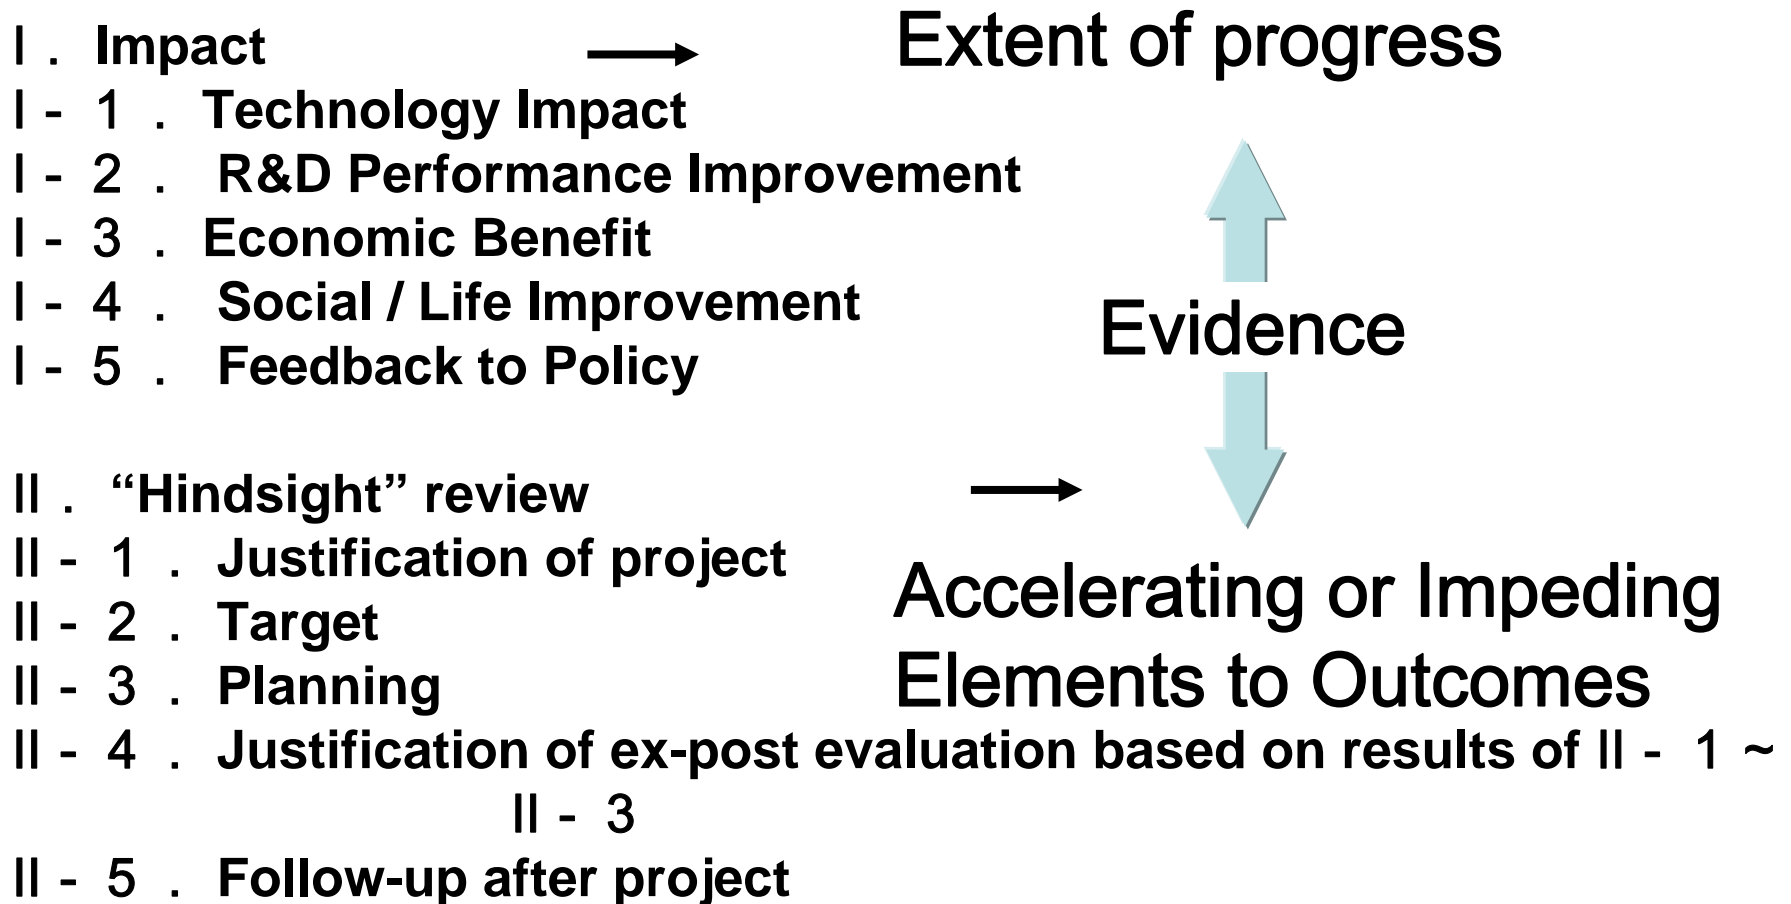 Ⅰ． Impact
Extent of progress
Ⅰ-１．Technology Impact
Ⅰ-２． R&D Performance Improvement
Ⅰ-３．Economic Benefit
Ⅰ-４． Social / Life Improvement
Evidence
Ⅰ-５． Feedback to Policy
Ⅱ． “Hindsight” review
Ⅱ-１．Justification of project
Accelerating or Impeding
Ⅱ-２．Target
Ⅱ-３．Planning
Elements to Outcomes
Ⅱ-４．Justification of ex-post evaluation based on results of Ⅱ-１~
Ⅱ-３
Ⅱ-５．Follow-up after project